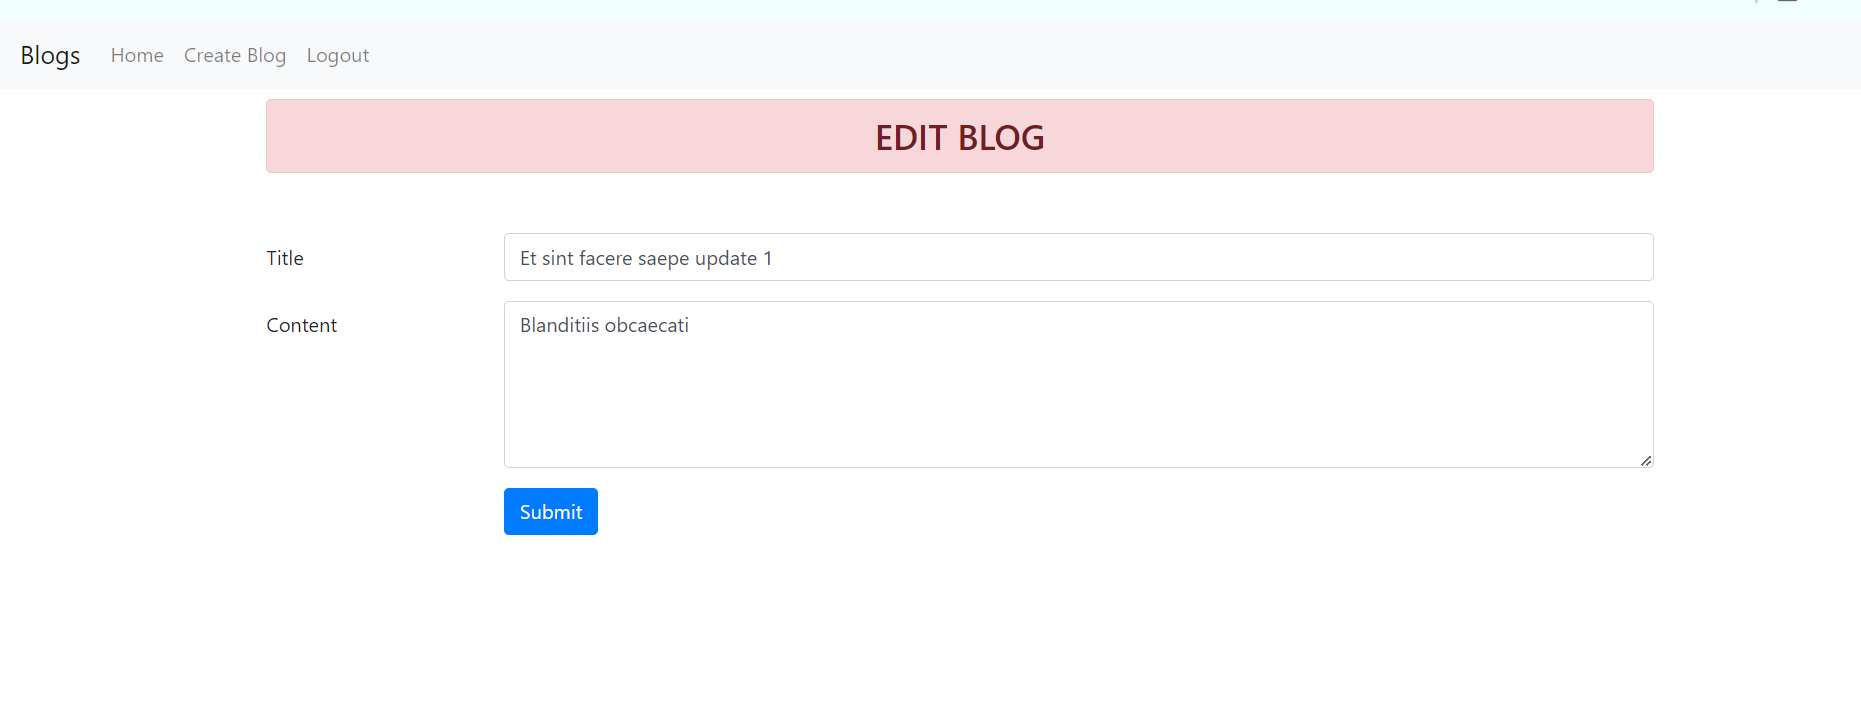 Blogs Home Create Blog Logout
EDIT BLOG
Title Et sint facere saepe update 1
Content Blanditiis obcaecati
Submit